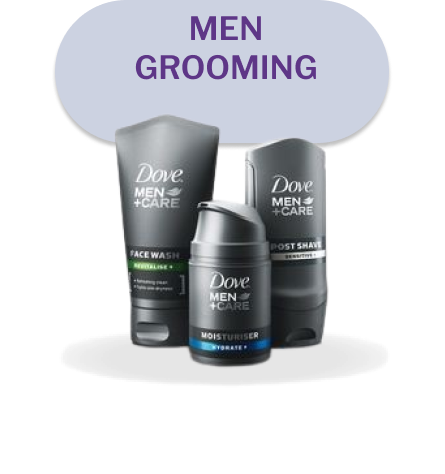 MEN
GROOMING
Dove
MEN
+CARE
FACE WASH
REVITALISE +
Dove
MEN
+CARE
MOISTURISER
HYDRATE +
Dove
MEN
+CARE
POST SHAVE
SENSITIVE +